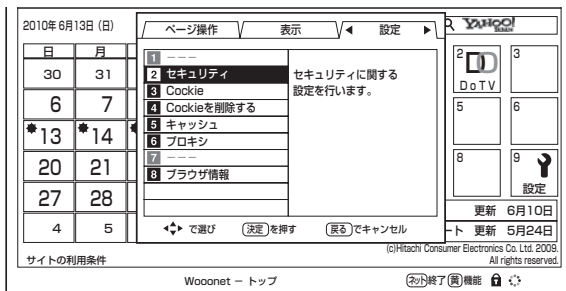 2010年 6月13日 (日)
ページ操作 表示 設定
YAHOO!
JAPAN
日 月
30 31
6 7
13 14
20 21
27 28
4 5
1 ---
2 セキュリティ
3 Cockie
4 Cockieを削除する
5 キャッシュ
6 プロキシ
7 ---
8 ブラウザ情報
セキュリティに関する
設定を行います。
で選び 決定を押す 戻るでキャンセル
2 DoTV
3
5
6
8
9 設定
更新 6月10日
ート 更新 5月24日
(c)Hitachi Consumer Electronics Co. Ltd. 2009.
All rights reserved.
サイトの利用条件
Wooonet − トップ
ネット終了 黄機能